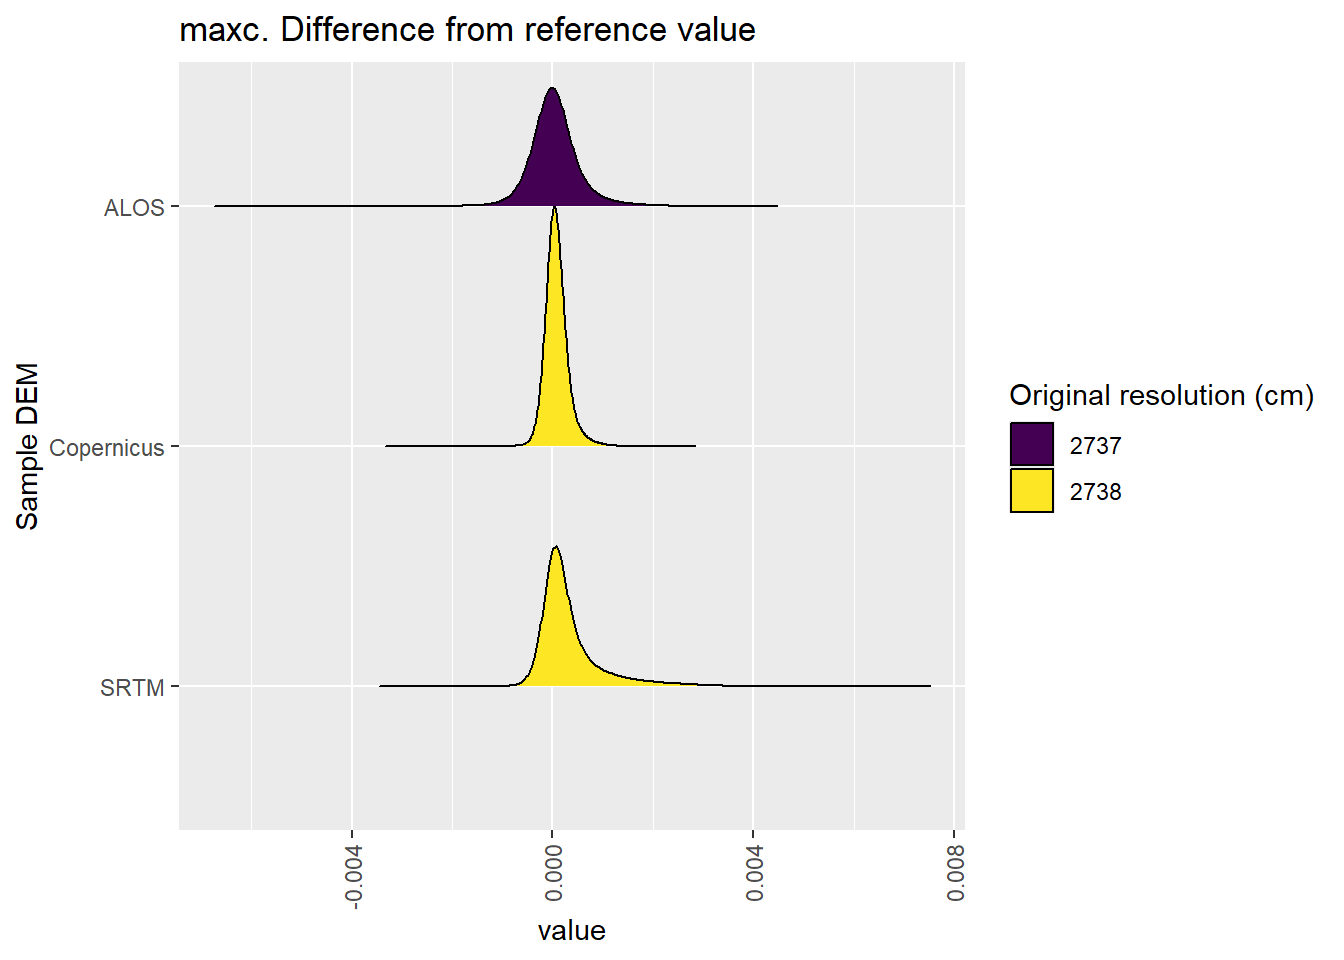 maxc. Difference from reference value
Sample DEM
ALOS
Copernicus
SRTM
-0.004
0.000
0.004
0.008
value
Original resolution (cm)
2737
2738